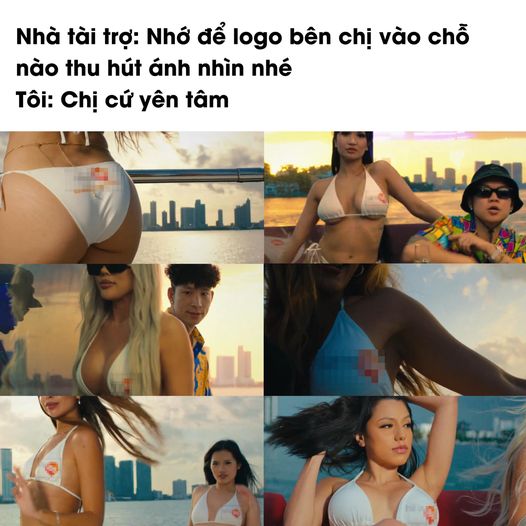 Nhà tài trợ: Nhớ để logo bên chị vào chỗ
nào thu hút ánh nhìn nhé
Tôi: Chị cứ yên tâm